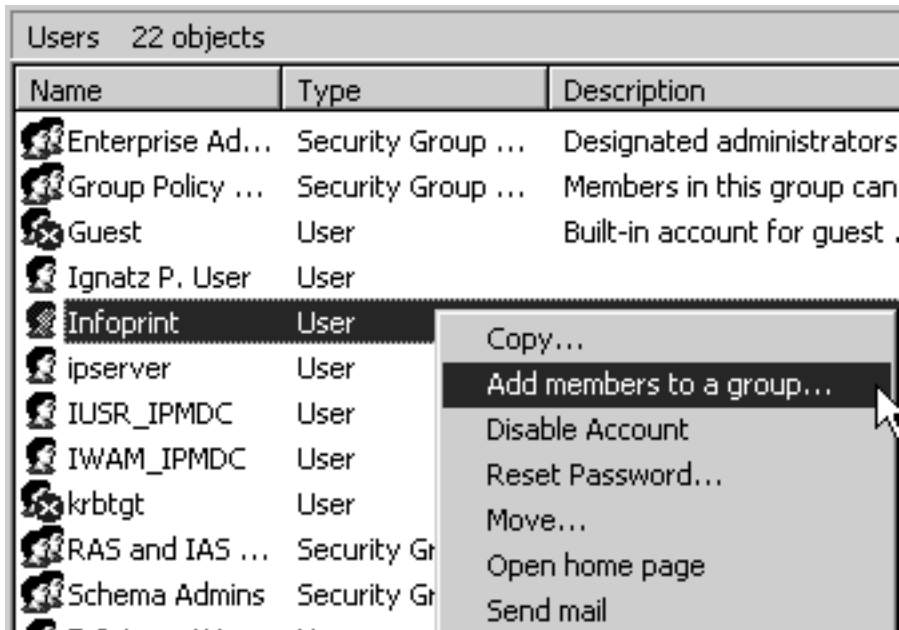 Users 22 objects
Name Type Description
Enterprise Ad... Security Group ... Designated administrators
Group Policy ... Security Group ... Members in this group can
Guest User Built-in account for guest .
Ignatz P. User User
Infoprint User
Copy...
ipserver User
Add members to a group...
IUSR_IPMDC User
Disable Account
IWAM_IPMDC User
Reset Password...
krbtgt User
Move...
RAS and IAS ... Security Gr
Open home page
Schema Admins Security Gr
Send mail